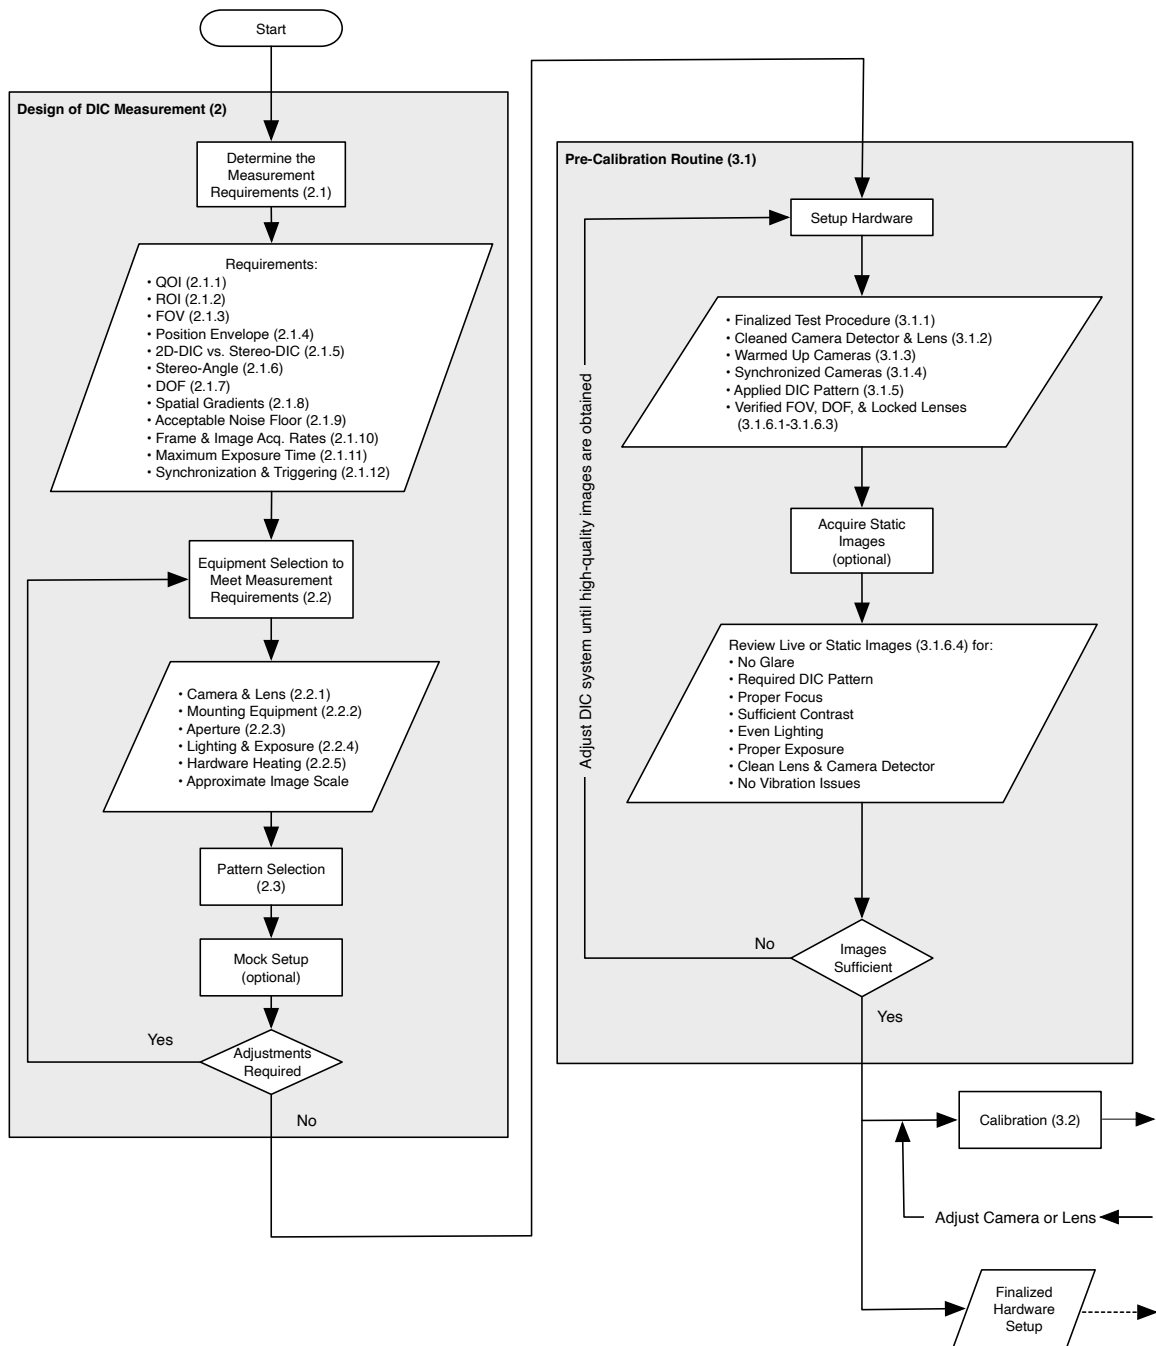 Start
Design of DIC Measurement (2)
Determine the
Measurement
Requirements (2.1)
Requirements:
• QOI (2.1.1)
• ROI (2.1.2)
• FOV (2.1.3)
• Position Envelope (2.1.4)
• 2D-DIC vs. Stereo-DIC (2.1.5)
• Stereo-Angle (2.1.6)
• DOF (2.1.7)
• Spatial Gradients (2.1.8)
• Acceptable Noise Floor (2.1.9)
• Frame & Image Acq. Rates (2.1.10)
• Maximum Exposure Time (2.1.11)
• Synchronization & Triggering (2.1.12)
Equipment Selection to
Meet Measurement
Requirements (2.2)
• Camera & Lens (2.2.1)
• Mounting Equipment (2.2.2)
• Aperture (2.2.3)
• Lighting & Exposure (2.2.4)
• Hardware Heating (2.2.5)
• Approximate Image Scale
Pattern Selection
(2.3)
Mock Setup
(optional)
Yes
Adjustments
Required
No
Pre-Calibration Routine (3.1)
Setup Hardware
• Finalized Test Procedure (3.1.1)
• Cleaned Camera Detector & Lens (3.1.2)
• Warmed Up Cameras (3.1.3)
• Synchronized Cameras (3.1.4)
• Applied DIC Pattern (3.1.5)
• Verified FOV, DOF, & Locked Lenses
(3.1.6.1-3.1.6.3)
Adjust DIC system until high-quality images are obtained
Acquire Static
Images
(optional)
Review Live or Static Images (3.1.6.4) for:
• No Glare
• Required DIC Pattern
• Proper Focus
• Sufficient Contrast
• Even Lighting
• Proper Exposure
• Clean Lens & Camera Detector
• No Vibration Issues
No
Images
Sufficient
Yes
Calibration (3.2)
Adjust Camera or Lens
Finalized
Hardware
Setup